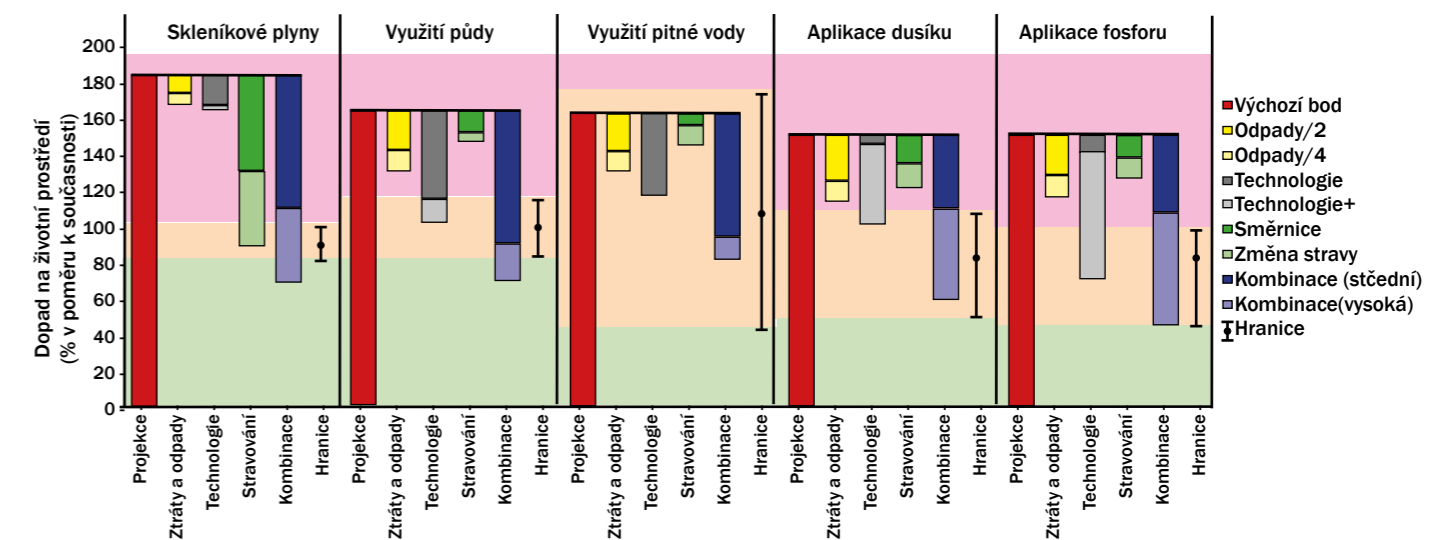 Skleníkové plyny
Využití půdy
Využití pitné vody
Aplikace dusíku
Aplikace fosforu
Dopad na životní prostředí
(% v poměru k současnosti)
200
180
160
140
120
100
80
60
40
20
0
Projekce
Ztráty a odpady
Technologie
Stravování
Kombinace
Hranice
Projekce
Ztráty a odpady
Technologie
Stravování
Kombinace
Hranice
Projekce
Ztráty a odpady
Technologie
Stravování
Kombinace
Hranice
Projekce
Ztráty a odpady
Technologie
Stravování
Kombinace
Hranice
Projekce
Ztráty a odpady
Technologie
Stravování
Kombinace
Hranice
Výchozí bod
Odpady/2
Odpady/4
Technologie
Technologie+
Směrnice
Změna stravy
Kombinace (stčední)
Kombinace(vysoká)
Hranice